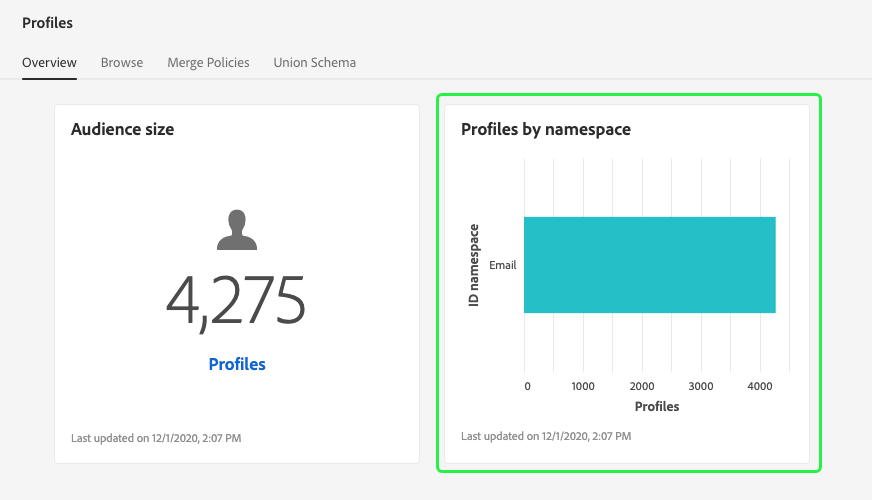 Profiles
Overview Browse Merge Policies Union Schema
Audience size
4,275
Profiles
Last updated on 12/1/2020, 2:07 PM
Profiles by namespace
ID namespace
Email
0 1000 2000 3000 4000
Profiles
Last updated on 12/1/2020, 2:07 PM